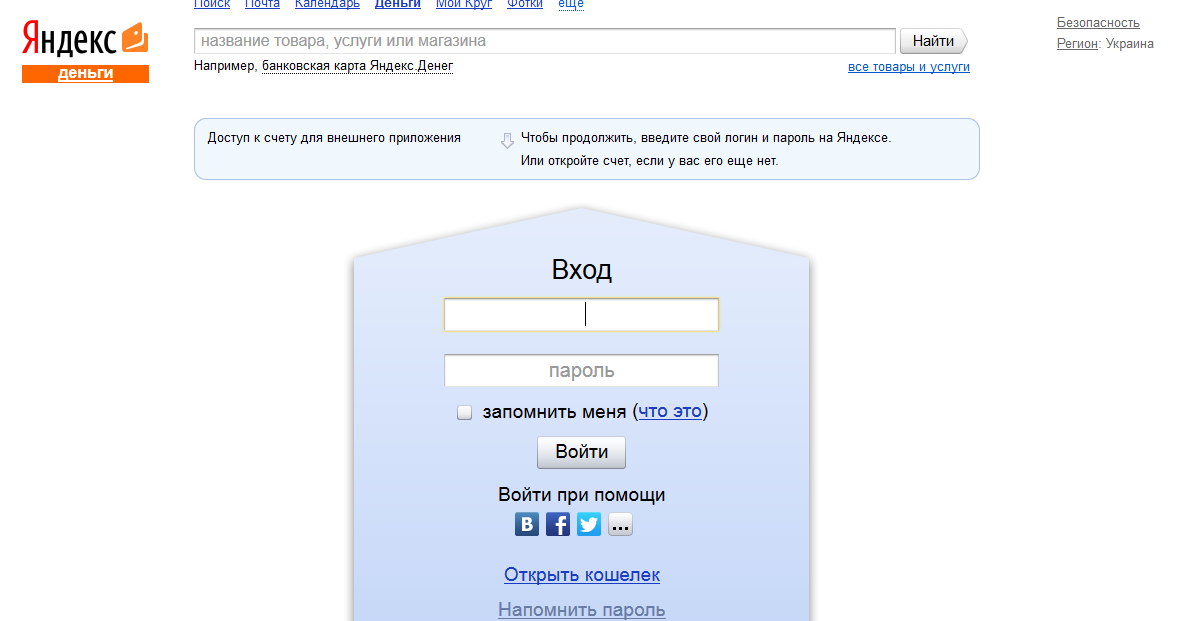 Поиск Почта Календарь Деньги Мой Круг Фотки ещё
Яндекс
деньги
название товара, услуги или магазина
Найти
Например, банковская карта Яндекс.Денег
все товары и услуги
Безопасность
Регион: Украина
Доступ к счету для внешнего приложения
Чтобы продолжить, введите свой логин и пароль на Яндексе.
Или откройте счет, если у вас его еще нет.
Вход
пароль
запомнить меня (что это)
Войти
Войти при помощи
В f ...
Открыть кошелек
Напомнить пароль